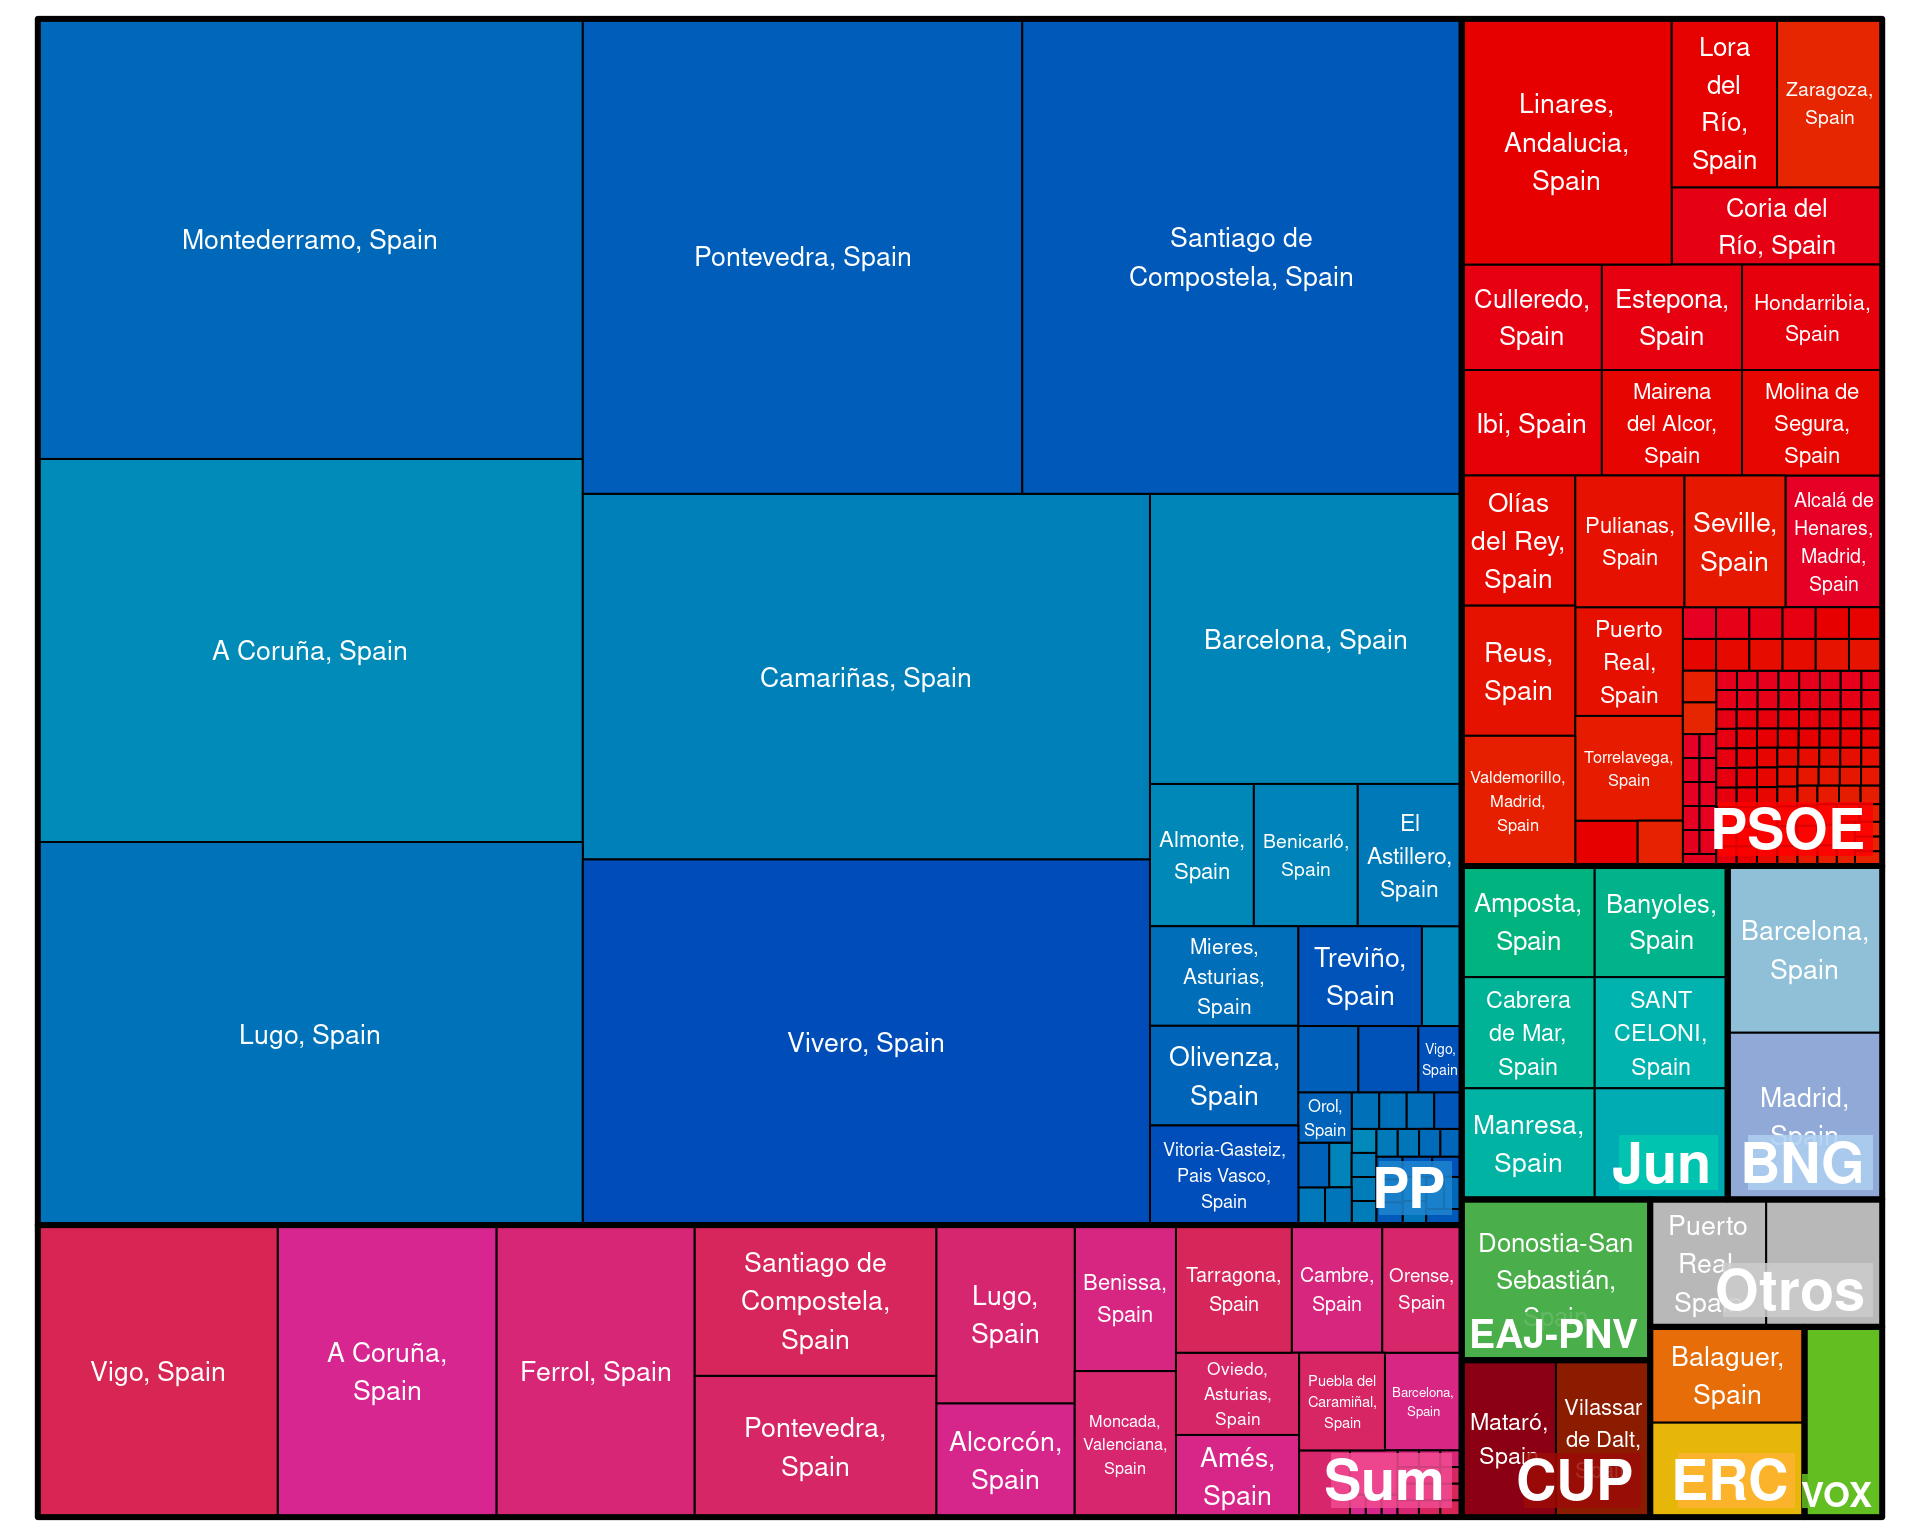 Montederramo, Spain
Pontevedra, Spain
Santiago de
Compostela, Spain
A Coruña, Spain
Lugo, Spain
Camariñas, Spain
Vivero, Spain
Barcelona, Spain
Almonte,
Spain
Benicarló,
Spain
El
Astillero,
Spain
Mieres,
Asturias,
Spain
Treviño,
Spain
Olivenza,
Spain
Vigo,
Spain
Orol,
Spain
Vitoria-Gasteiz,
Pais Vasco,
Spain
PP
Linares,
Andalucia,
Spain
Lora
del
Río,
Spain
Zaragoza,
Spain
Coria del
Río, Spain
Culleredo,
Spain
Estepona,
Spain
Hondarribia,
Spain
Ibi, Spain
Mairena
del Alcor,
Spain
Molina de
Segura,
Spain
Olías
del Rey,
Spain
Pulianas,
Spain
Seville,
Spain
Alcalá de
Henares,
Madrid,
Spain
Reus,
Spain
Puerto
Real,
Spain
Valdemorillo,
Madrid,
Spain
Torrelavega,
Spain
PSOE
Amposta,
Spain
Banyoles,
Spain
Cabrera
de Mar,
Spain
SANT
CELONI,
Spain
Manresa,
Spain
Jun
Barcelona,
Spain
Madrid,
Spain
BNG
Donostia-San
Sebastián,
Spain
EAJ-PNV
Puerto
Real,
Spain
Otros
Mataró,
Spain
Vilassar
de Dalt,
Spain
CUP
Balaguer,
Spain
ERC
VOX
Vigo, Spain
A Coruña,
Spain
Ferrol, Spain
Santiago de
Compostela,
Spain
Pontevedra,
Spain
Lugo,
Spain
Alcorcón,
Spain
Benissa,
Spain
Moncada,
Valenciana,
Spain
Tarragona,
Spain
Cambre,
Spain
Orense,
Spain
Oviedo,
Asturias,
Spain
Puebla del
Caramiñal,
Spain
Barcelona,
Spain
Amés,
Spain
Sum